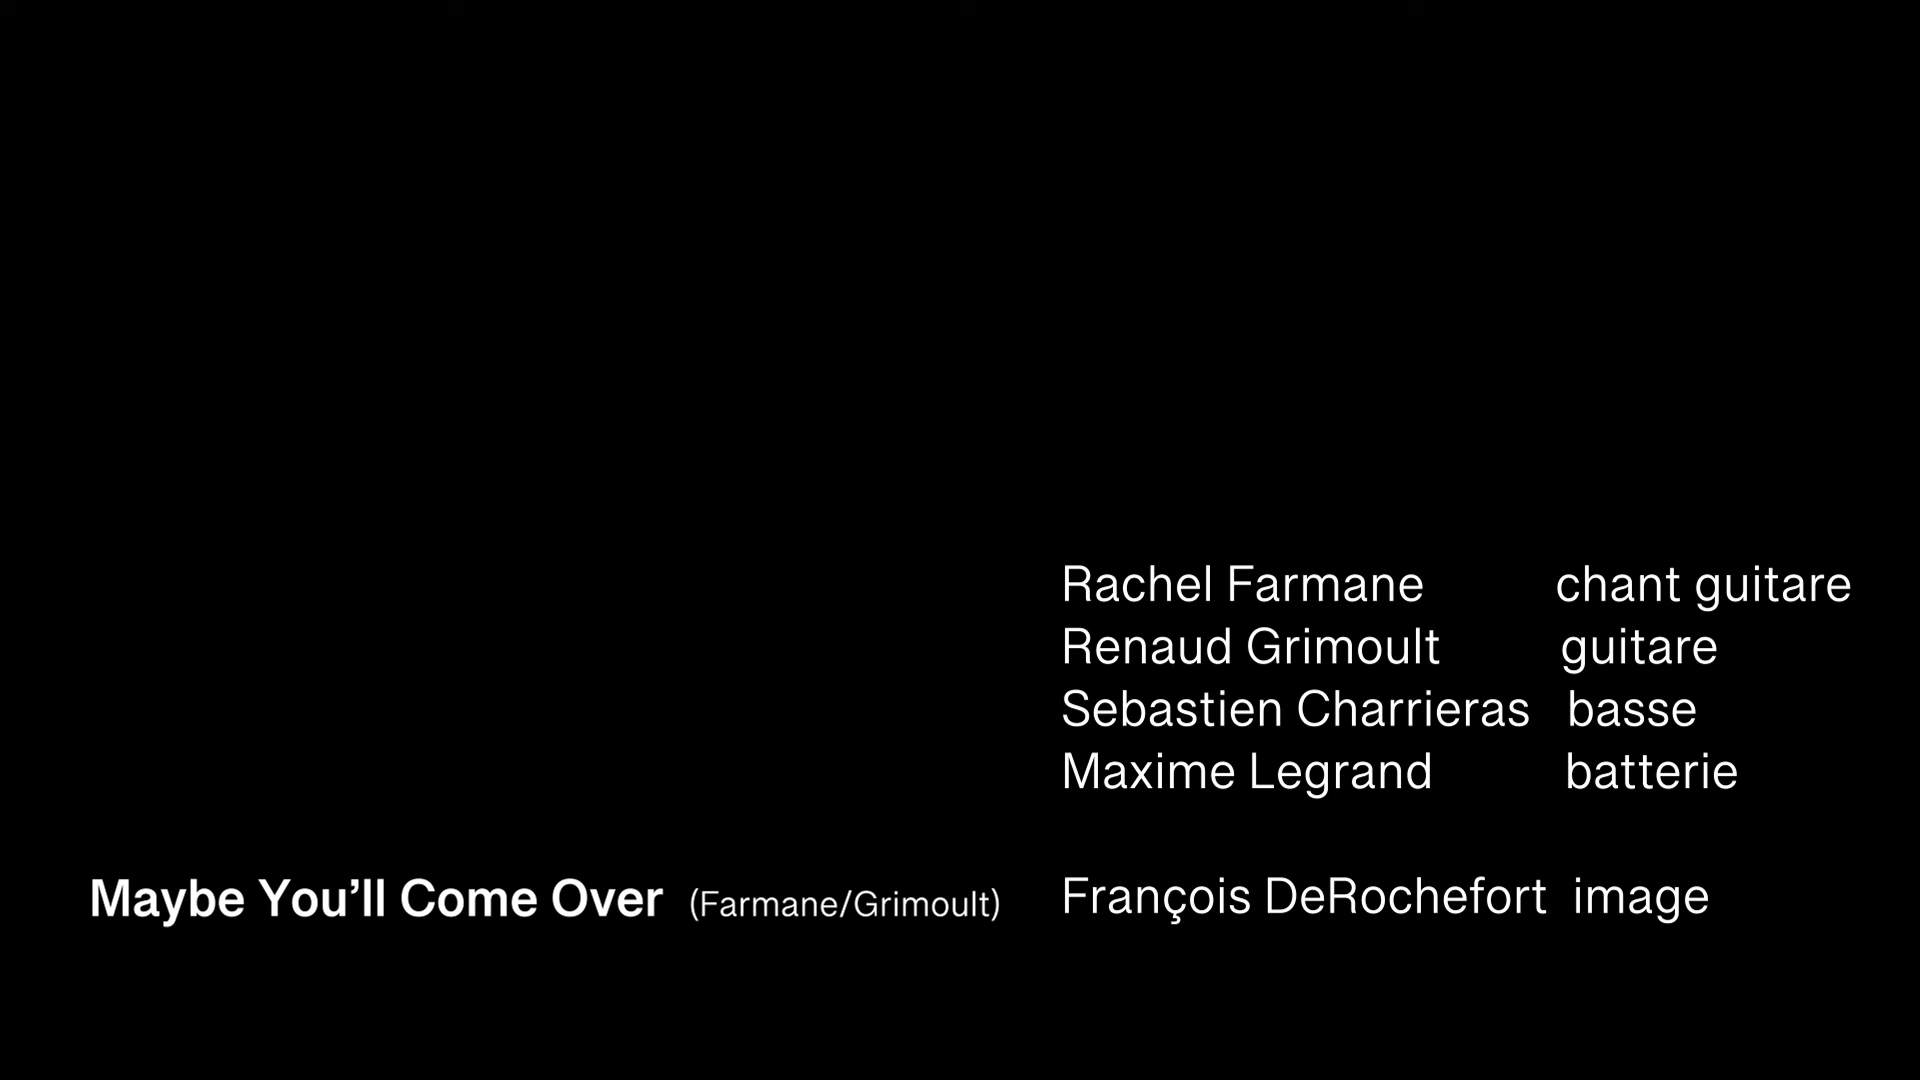 Rachel Farmane chant guitare
Renaud Grimoult guitare
Sebastien Charrieras basse
Maxime Legrand batterie
Maybe You’ll Come Over (Farmane/Grimoult)
François DeRochefort image